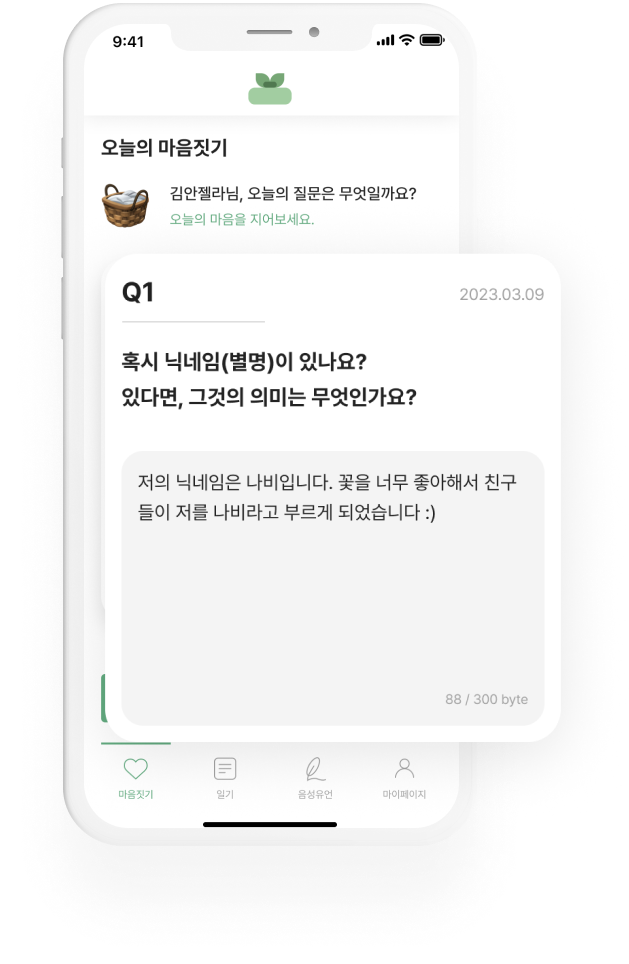 9:41
오늘의 마음짓기
김안젤라님, 오늘의 질문은 무엇일까요?
오늘의 마음을 지어보세요.
Q1
2023.03.09
혹시 닉네임(별명)이 있나요?
있다면, 그것의 의미는 무엇인가요?
저의 닉네임은 나비입니다. 꽃을 너무 좋아해서 친구
들이 저를 나비라고 부르게 되었습니다 :)
88 / 300 byte
마음짓기
일기
음성유언
마이페이지